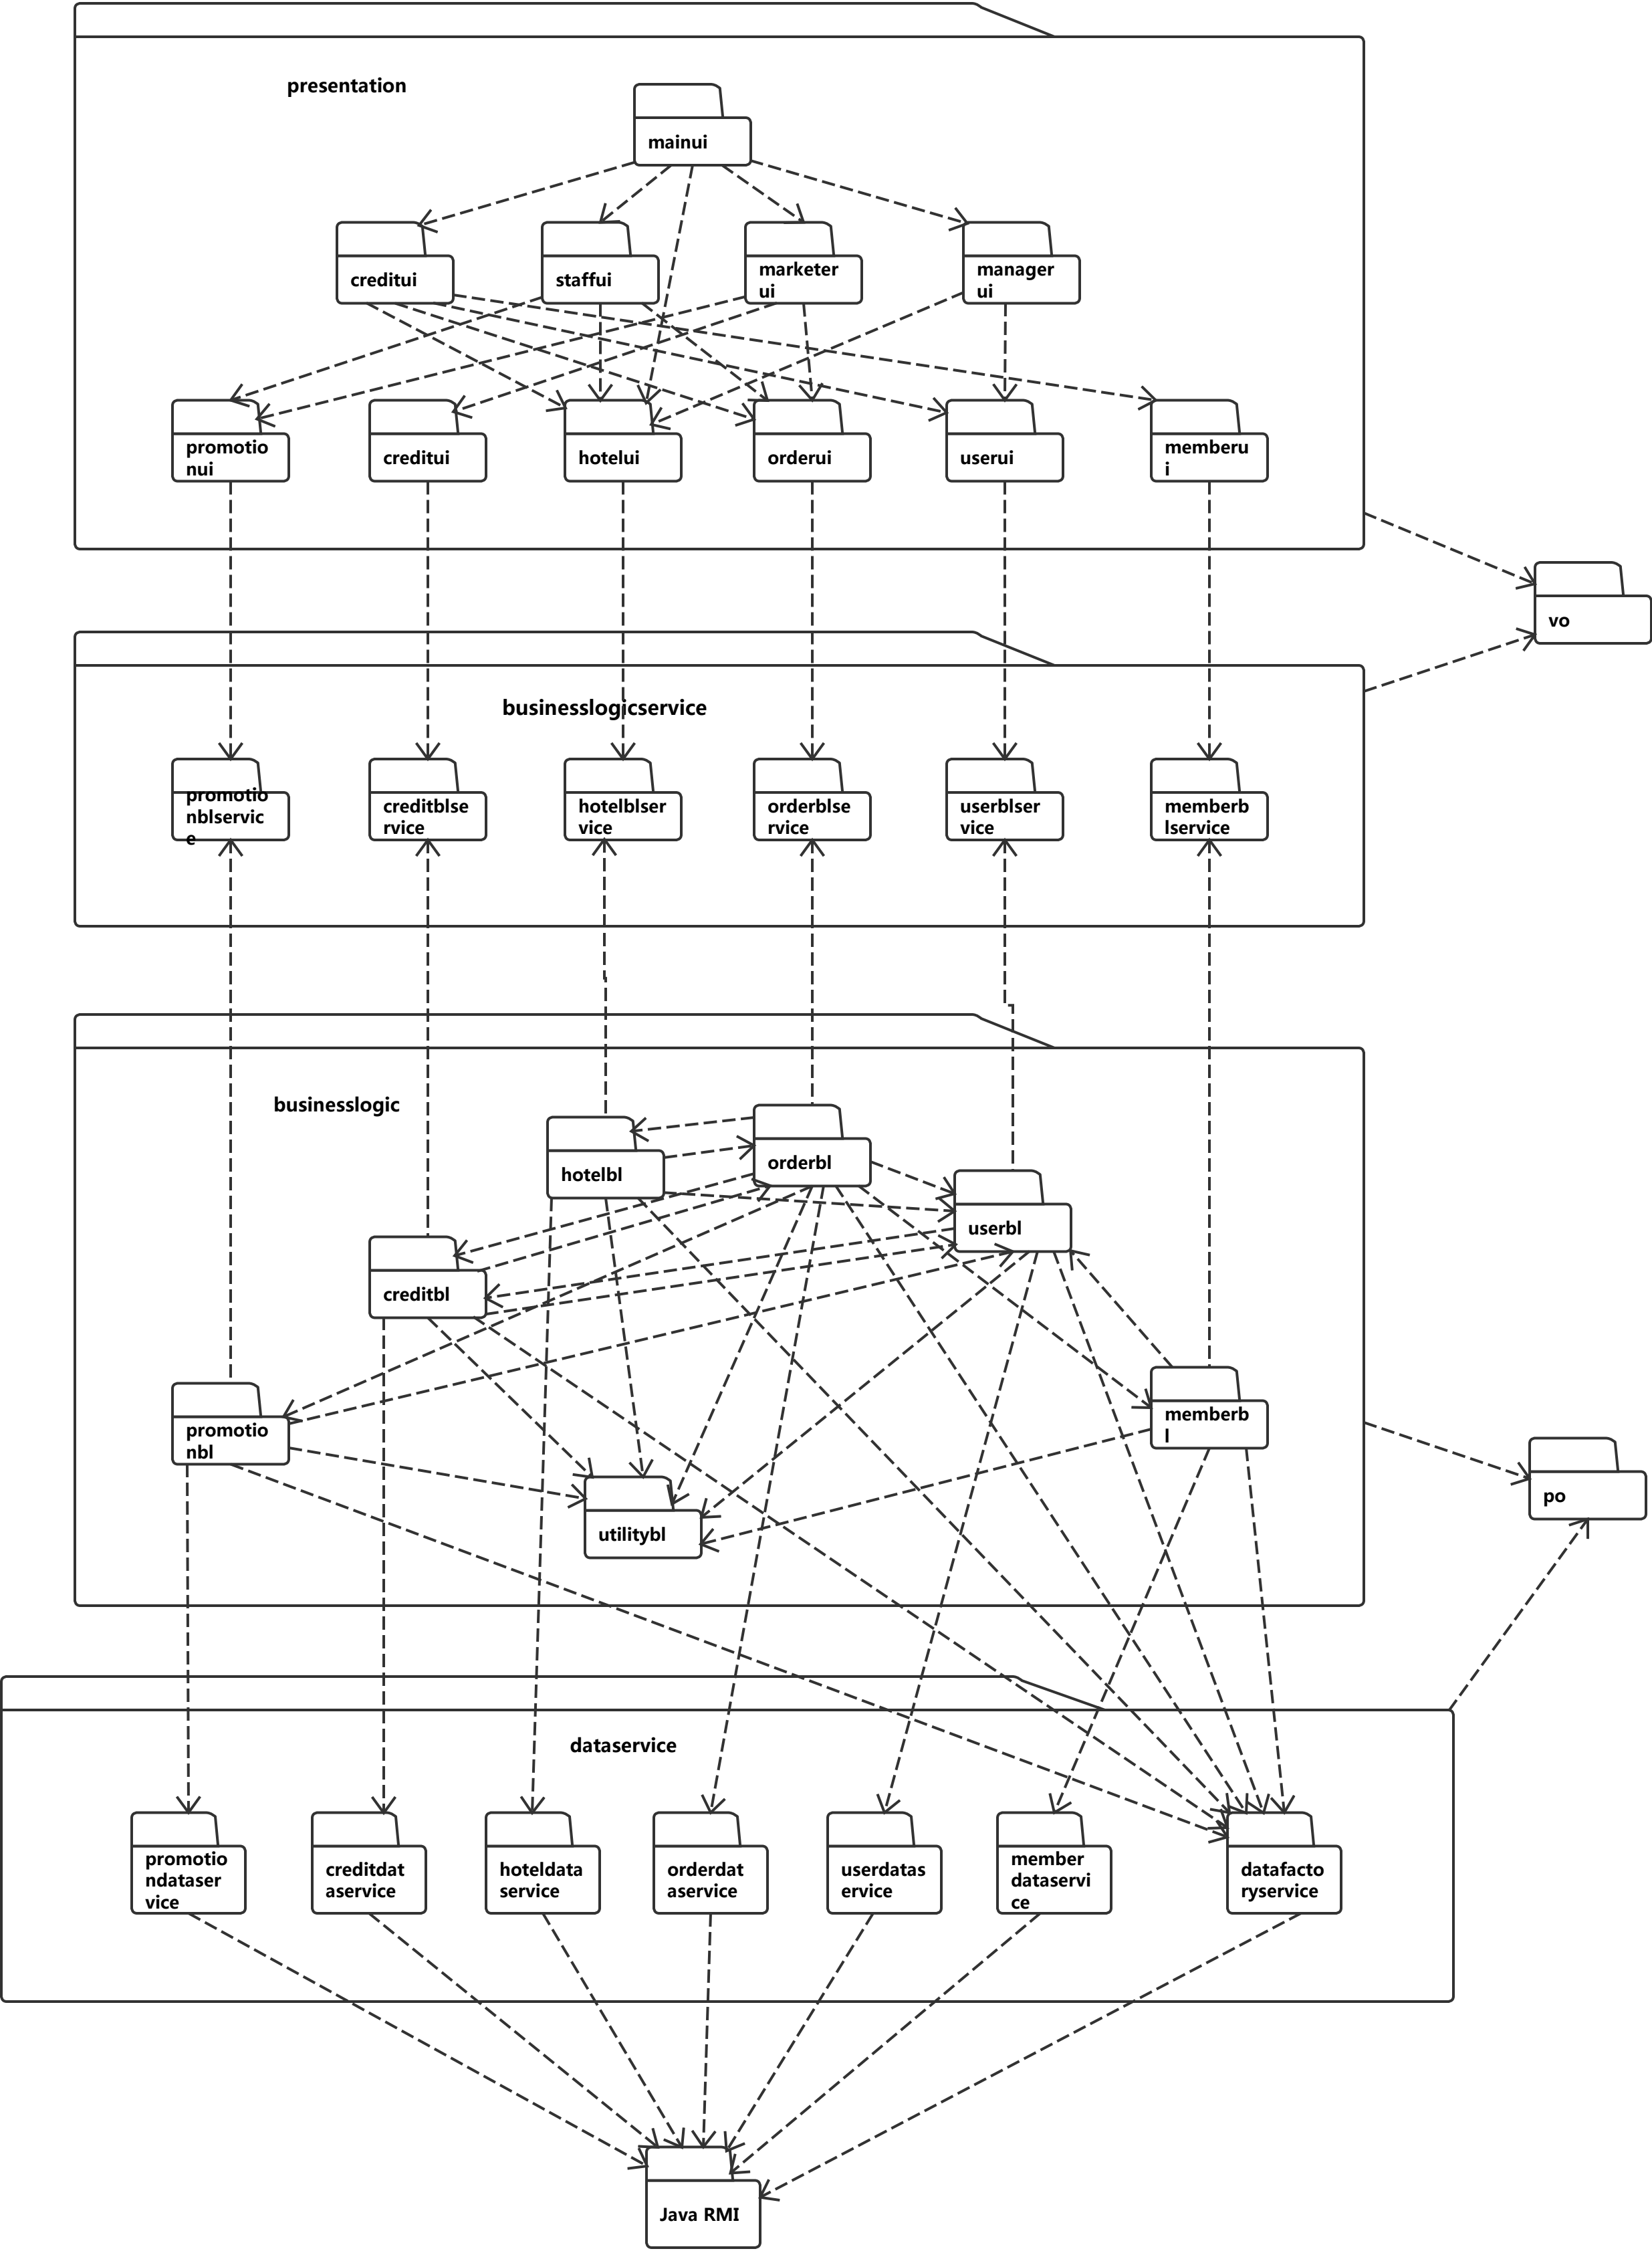 presentation
mainui
creditui
staffui
marketer
ui
manager
ui
promotio
nui
creditui
hotelui
orderui
userui
memberu
i
vo
businesslogicservice
promotio
nblservic
e
creditblse
rvice
hotelblser
vice
orderblse
rvice
userblser
vice
memberb
lservice
businesslogic
hotelbl
orderbl
userbl
creditbl
promotio
nbl
memberb
l
utilitybl
po
dataservice
promotio
ndataser
vice
creditdat
aservice
hoteldata
service
orderdat
aservice
userdatas
ervice
member
dataservi
ce
datafacto
ryservice
Java RMI